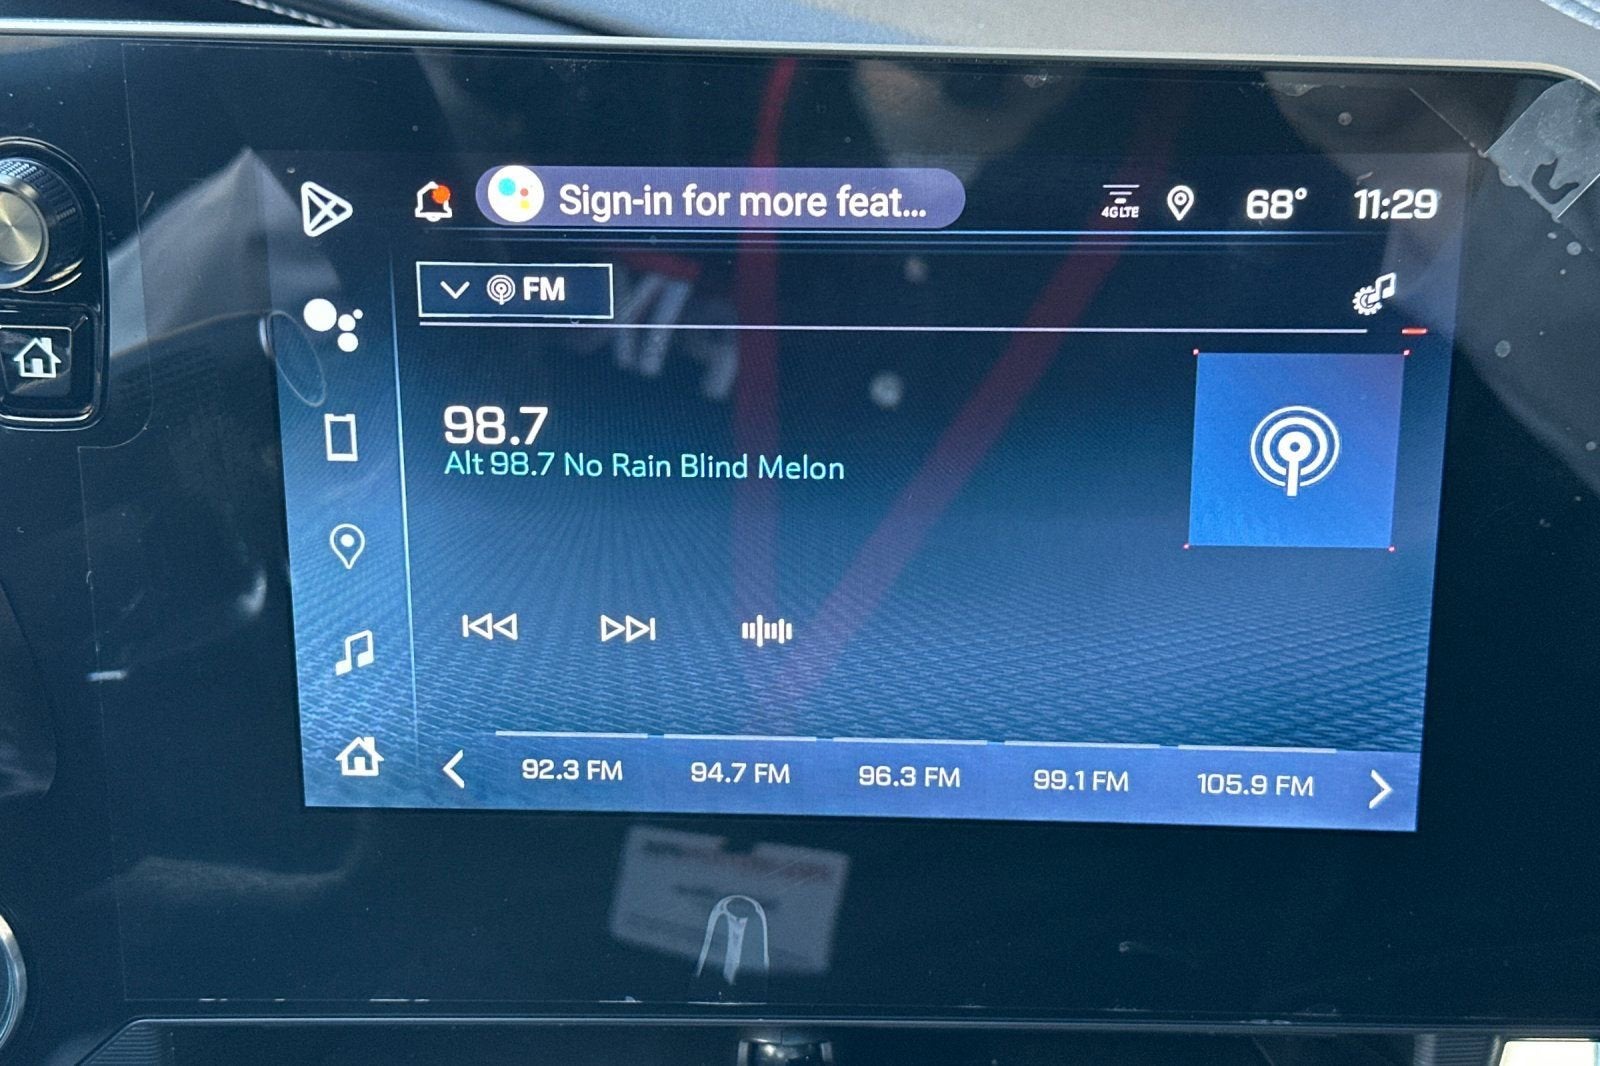 Sign-in for more feat...
4G LTE
68°
11:29
FM
98.7
Alt 98.7 No Rain Blind Melon
92.3 FM
94.7 FM
96.3 FM
99.1 FM
105.9 FM